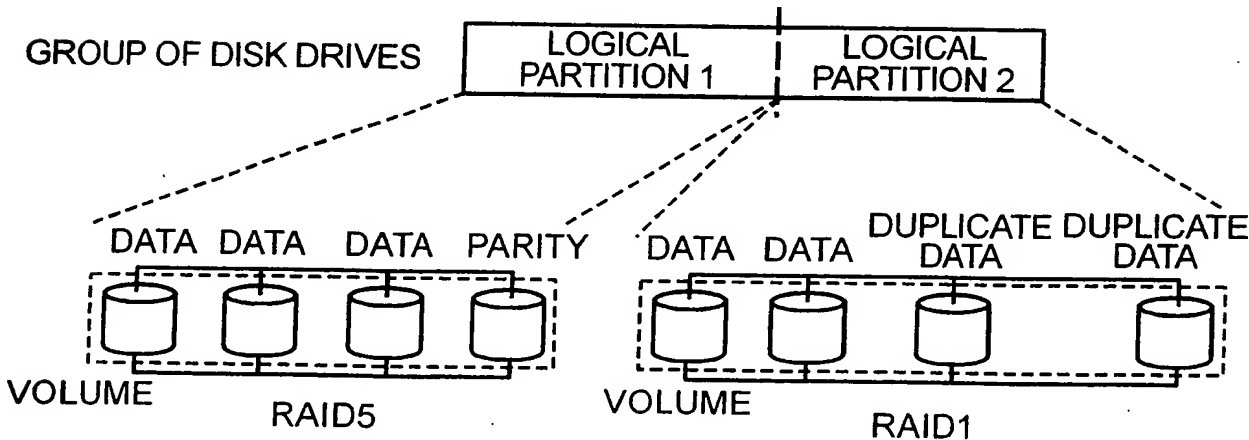 GROUP OF DISK DRIVES
LOGICAL
PARTITION 1
LOGICAL
PARTITION 2
DATA
DATA
DATA
PARITY
DATA
DATA
DUPLICATE
DATA
DUPLICATE
DATA
VOLUME
RAID5
VOLUME
RAID1